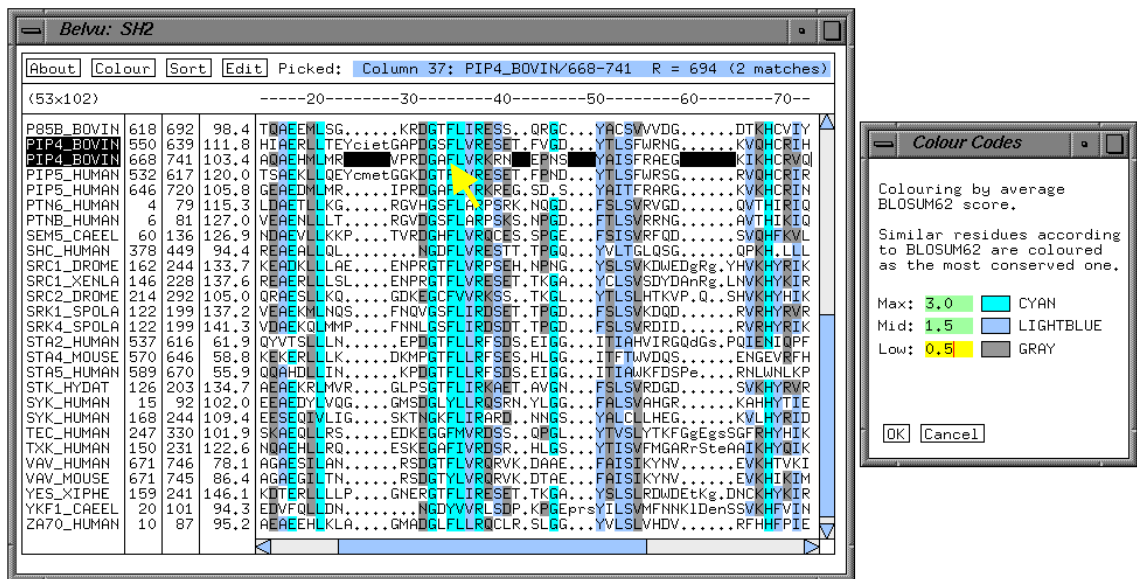 Belvu: SH2
About Colour Sort Edit Picked: Column 37: PIP4_BOVIN/668-741 R = 694 (2 matches)
(53x102) -----20--------30--------40--------50--------60--------70--
P85B_BOVIN 618 692 98.4 TQAEEMLSG......KRDGTFLIRESS..QRGC...YACSVVVDG......DTKHCVIY
PIP4_BOVIN 550 639 111.8 HIAERLLTEYcietGAPDGSFLVRESET.FVGD...YTLSFWRNG......KVQHCRIH
PIP4_BOVIN 668 741 103.4 AQAEHMLMR VPRDGAFLVRKRN EPNS YAISFRAEG KIKHCRVQ
PIP5_HUMAN 532 617 120.0 TSAEKLLQEYcmetGGKDGTF VRESET.FPND...YTLSFWRSG......RVQHCRIR
PIP5_HUMAN 646 720 105.8 GEAEDMLMR.....IPRDGAFLIRKREG.SD.S...YAITFRARG......KVKHCRIN
PTN6_HUMAN 4 79 115.3 LDAETLLKG.....RGVHGSFLARPSRK.NQGD...FSLSVRVGD......QVTHIRIQ
PTNB_HUMAN 6 81 127.0 VEAENLLLT.....RGVDGSFLARPSKS.NPGD...FTLSVRRNG......AVTHIKIQ
SEM5_CAEEL 60 136 126.9 NDAEVLLKKP....TVRDGHFLVRQCES.SPGE...FSISVRFQD......SVQHFKVL
SHC_HUMAN 378 449 94.4 REAEALLQL.........NGDFLVRESTT.TPGQ...YVLTGLQSG......QPKH.LLL
SRC1_DROME 162 244 133.7 KEADKLLLAE....ENPRGTFLVRPSEH.NPNG...YSLSVKDWEDgRg.YHVKHYRIK
SRC1_XENLA 146 228 137.6 REAERLLLSL....ENPRGTFLVRESET.TKGA...YCLSVSDYDAnRg.LNVKHYKIR
SRC2_DROME 214 292 105.0 QRAESLLKQ.....GDKEGCFVVRKSS..TKGL...YTLSLHTKVP.Q..SHVKHYHIK
SRK1_SPOLA 122 199 137.2 VEAEKMLNQS....FNQVGSFLIRDSET.TPGD...YSLSVKDQD......RVRHYRVR
SRK4_SPOLA 122 199 141.3 VDAEKQLMMP....FNNLGSFLIRDSDT.TPGD...FSLSVRDID......RVRHYRIR
STA2_HUMAN 537 616 61.9 QYVTSLLLN.....EPDGTFLLRFSDS.EIGG...ITIAHVIRGQdGs.PQIENIQPF
STA4_MOUSE 570 646 58.8 KEKERLLLK.....DKMPGTFLLRFSES.HLGG...ITFTWVDQS......ENGEVRFH
STA5_HUMAN 589 670 55.9 QQAHDLLIN.....KPDGTFLLRFSDS.EIGG...ITIAWKFDSPe....RNLWNLKP
STK_HYDAT 126 203 134.7 AEAEKRLMVR....GLPSGTFLIRKAET.AVGN...FSLSVRDGD......SVKHYRVR
SYK_HUMAN 15 92 102.0 EEAEDYLVQG....GMSDGLYLLRQSRN.YLGG...FALSVAHGR......KAHHYTIE
SYK_HUMAN 168 244 109.4 EESEQIVLIG....SKTNGKFLIRARD..NNGS...YALCLLHEG......KVLHYRID
TEC_HUMAN 247 330 101.9 SKAEQLLRS.....EDKEGGFMVRDSS..QPGL...YTVSLYTKFGgEgsSGFRHYHIK
TXK_HUMAN 150 231 122.6 NQAEHLLRQ.....ESKEGAFIVRDSR..HLGS...YTISVFMGARrSteAAIKHYQIK
VAV_HUMAN 671 746 78.1 AGAESILAN.....RSDGTFLVRQRVK.DAAE...FAISIKYNV......EVKHTVKI
VAV_MOUSE 671 745 86.4 AGAEGILTN.....RSDGTYLVRQRVK.DTAE...FAISIKYNV......EVKHIKIM
YES_XIPHE 159 241 146.1 KDTERLLLLP....GNERGTFLIRESET.TKGA...YSLSLRDWDEtKg.DNCKHYKIR
YKF1_CAEEL 20 101 94.3 EDVFQLLDN.......NGDYVVRLSDP.KPGEprsYILSVMFNNKlDenSSVKHFVIN
ZA70_HUMAN 10 87 95.2 AEAEEHLKLA....GMADGLFLLRQCLR.SLGG...YVLSLVHDV......RFHHFPIE
Colour Codes
Colouring by average
BLOSUM62 score.
Similar residues according
to BLOSUM62 are coloured
as the most conserved one.
Max: 3.0 CYAN
Mid: 1.5 LIGHTBLUE
Low: 0.5 GRAY
OK Cancel